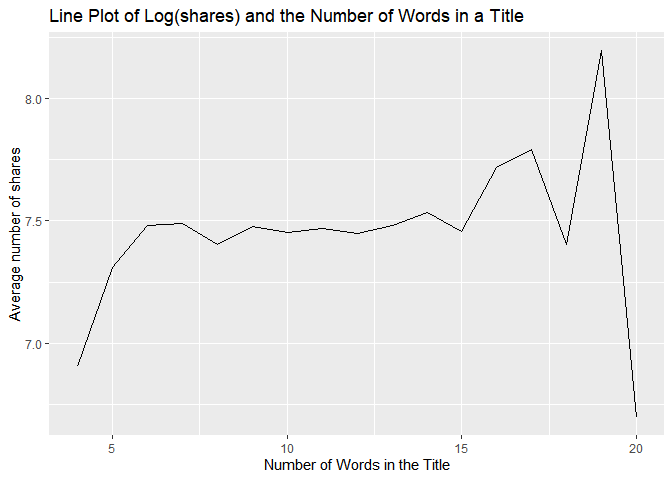 Line Plot of Log(shares) and the Number of Words in a Title
Average number of shares
8.0
7.5
7.0
5
10
15
20
Number of Words in the Title